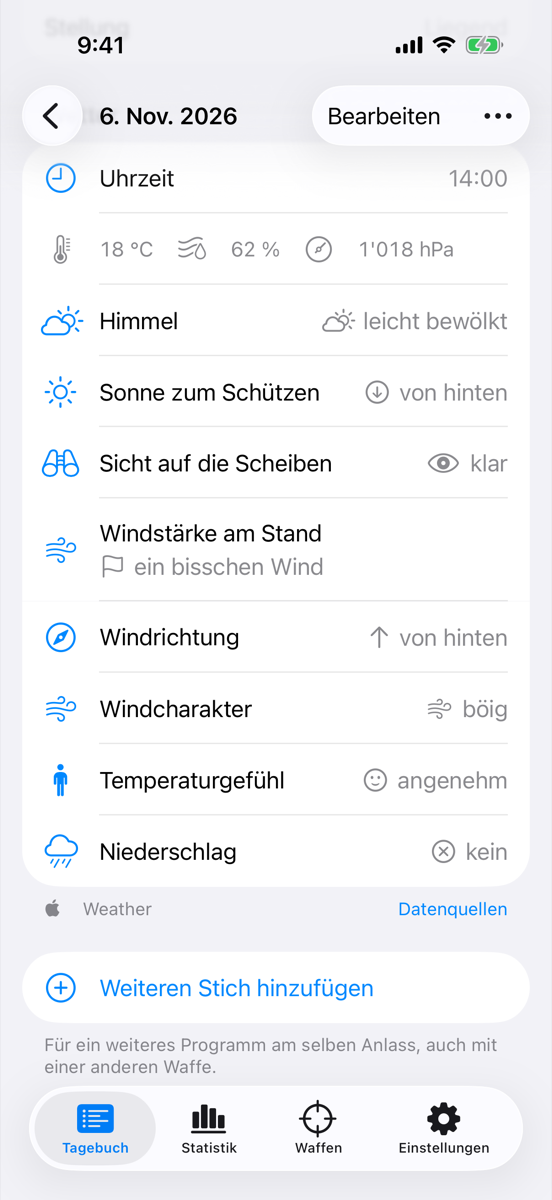 9:41
6. Nov. 2026
Bearbeiten
Uhrzeit 14:00
18 °C 62 % 1'018 hPa
Himmel leicht bewölkt
Sonne zum Schützen von hinten
Sicht auf die Scheiben klar
Windstärke am Stand
ein bisschen Wind
Windrichtung von hinten
Windcharakter böig
Temperaturgefühl angenehm
Niederschlag kein
Weather Datenquellen
Weiteren Stich hinzufügen
Für ein weiteres Programm am selben Anlass, auch mit
einer anderen Waffe.
Tagebuch Statistik Waffen Einstellungen